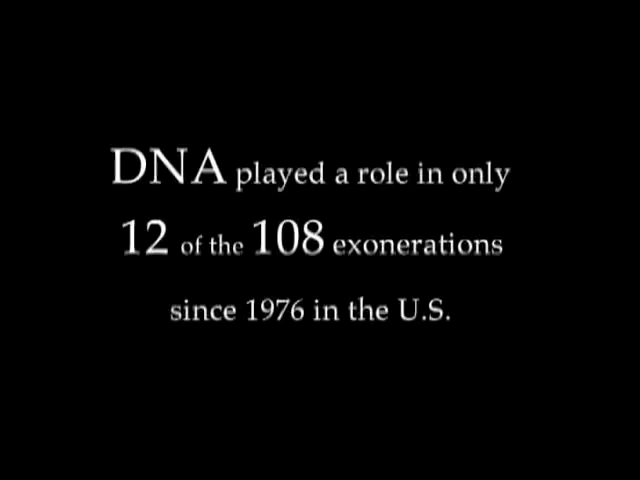 DNA played a role in only
12 of the 108 exonerations
since 1976 in the U.S.